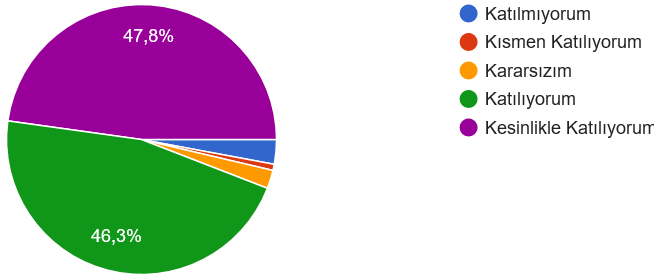 47,8%
46,3%
Katılmıyorum
Kısmen Katılıyorum
Kararsızım
Katılıyorum
Kesinlikle Katılıyorum